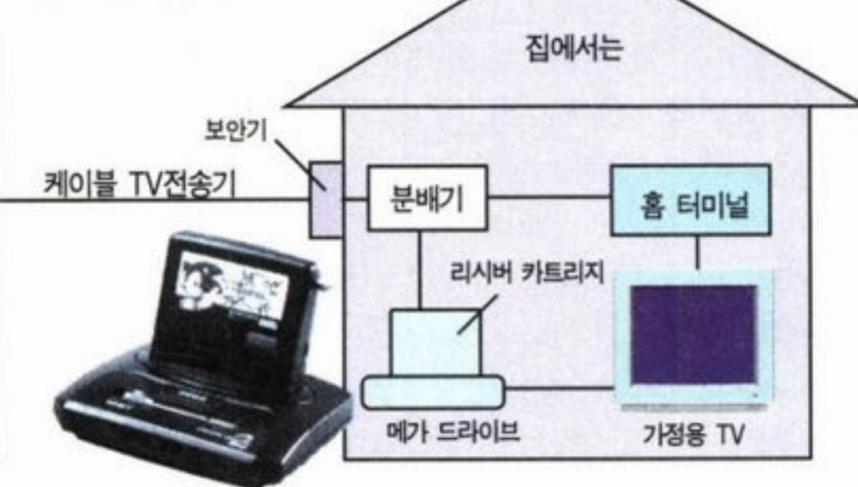 집에서는
보안기
케이블 TV전송기
분배기
홈 터미널
리시버 카트리지
메가 드라이브
가정용 TV